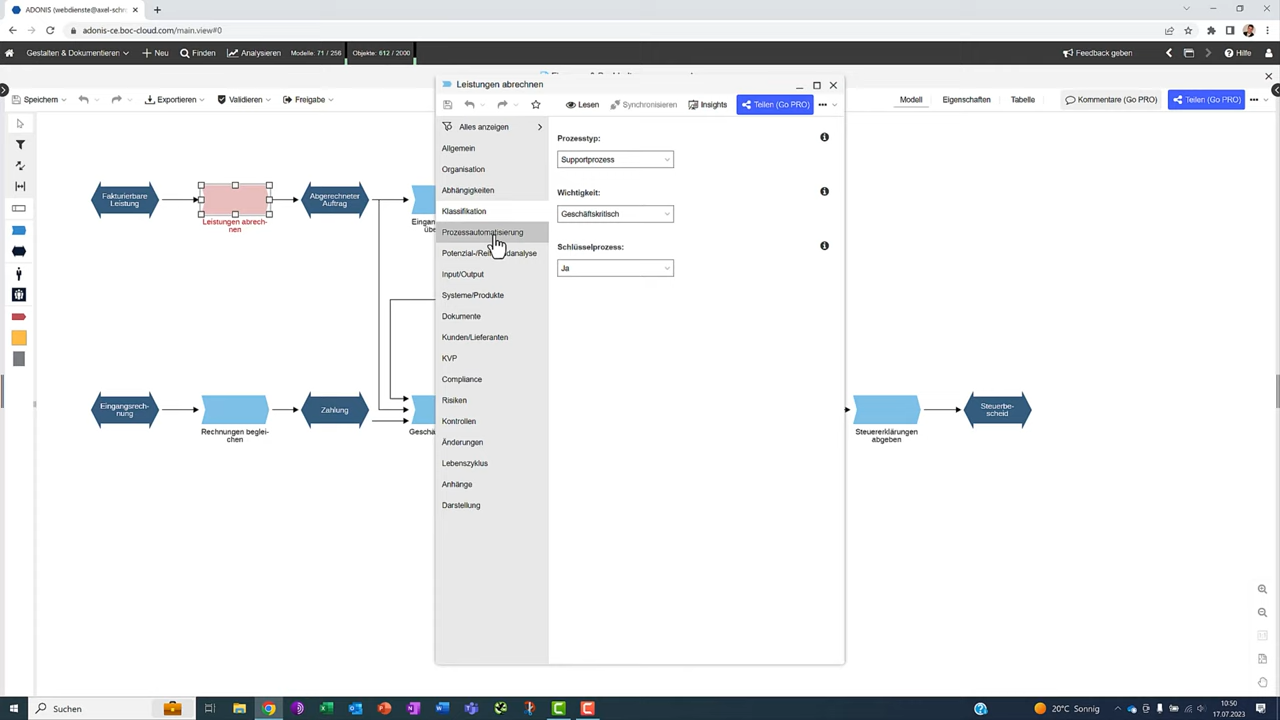 ADONIS (webdienste@axel-schr
adonis-ce.boc-cloud.com/main.view#0
Gestalten & Dokumentieren
Neu
Finden
Analysieren
Modelle: 71 / 256
Objekte: 612 / 2000
Feedback geben
Hilfe
Speichern
Exportieren
Validieren
Freigabe
Modell
Eigenschaften
Tabelle
Kommentare (Go PRO)
Teilen (Go PRO)
Leistungen abrechnen
Lesen
Synchronisieren
Insights
Teilen (Go PRO)
Alles anzeigen
Allgemein
Organisation
Abhängigkeiten
Klassifikation
Prozessautomatisierung
Input/Output
Systeme/Produkte
Dokumente
Kunden/Lieferanten
KVP
Compliance
Risiken
Kontrollen
Änderungen
Lebenszyklus
Anhänge
Darstellung
Prozesstyp:
Supportprozess
Wichtigkeit:
Geschäftskritisch
Schlüsselprozess:
Ja
Fakturierbare
Leistung
Leistungen abrech-
nen
Abgerechneter
Auftrag
Eingan
übe
Eingangsrech-
nung
Rechnungen beglei-
chen
Zahlung
Geschä
Steuererklärungen
abgeben
Steuerbe-
scheid
Suchen
20°C Sonnig
10:50
17.07.2023